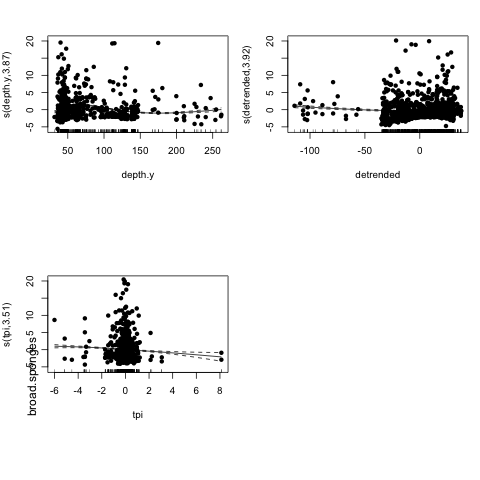 s(depth.y,3.87)
-5 0 5 10 20
50 100 150 200 250
depth.y
s(detrended,3.92)
-5 0 5 10 20
-100 -50 0
detrended
s(tpi,3.51)
-5 0 5 10 20
-6 -4 -2 0 2 4 6 8
tpi
broad.sponges